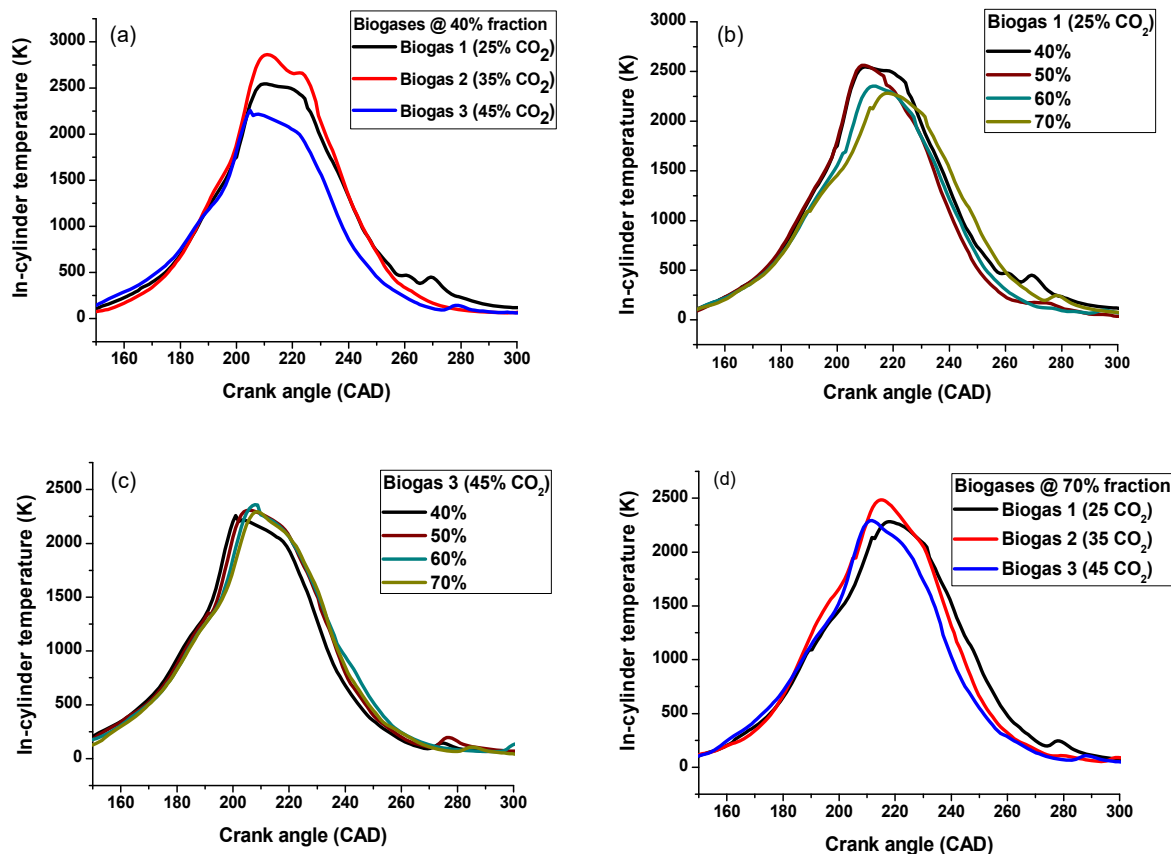 (a)
Biogases @ 40% fraction
Biogas 1 (25% CO2)
Biogas 2 (35% CO2)
Biogas 3 (45% CO2)
In-cylinder temperature (K)
3000
2500
2000
1500
1000
500
0
160 180 200 220 240 260 280 300
Crank angle (CAD)
(b)
Biogas 1 (25% CO2)
40%
50%
60%
70%
In-cylinder temperature (K)
3000
2500
2000
1500
1000
500
0
160 180 200 220 240 260 280 300
Crank angle (CAD)
(c)
Biogas 3 (45% CO2)
40%
50%
60%
70%
In-cylinder temperature (K)
2500
2000
1500
1000
500
0
160 180 200 220 240 260 280 300
Crank angle (CAD)
(d)
Biogases @ 70% fraction
Biogas 1 (25 CO2)
Biogas 2 (35 CO2)
Biogas 3 (45 CO2)
In-cylinder temperature (K)
2500
2000
1500
1000
500
0
160 180 200 220 240 260 280 300
Crank angle (CAD)